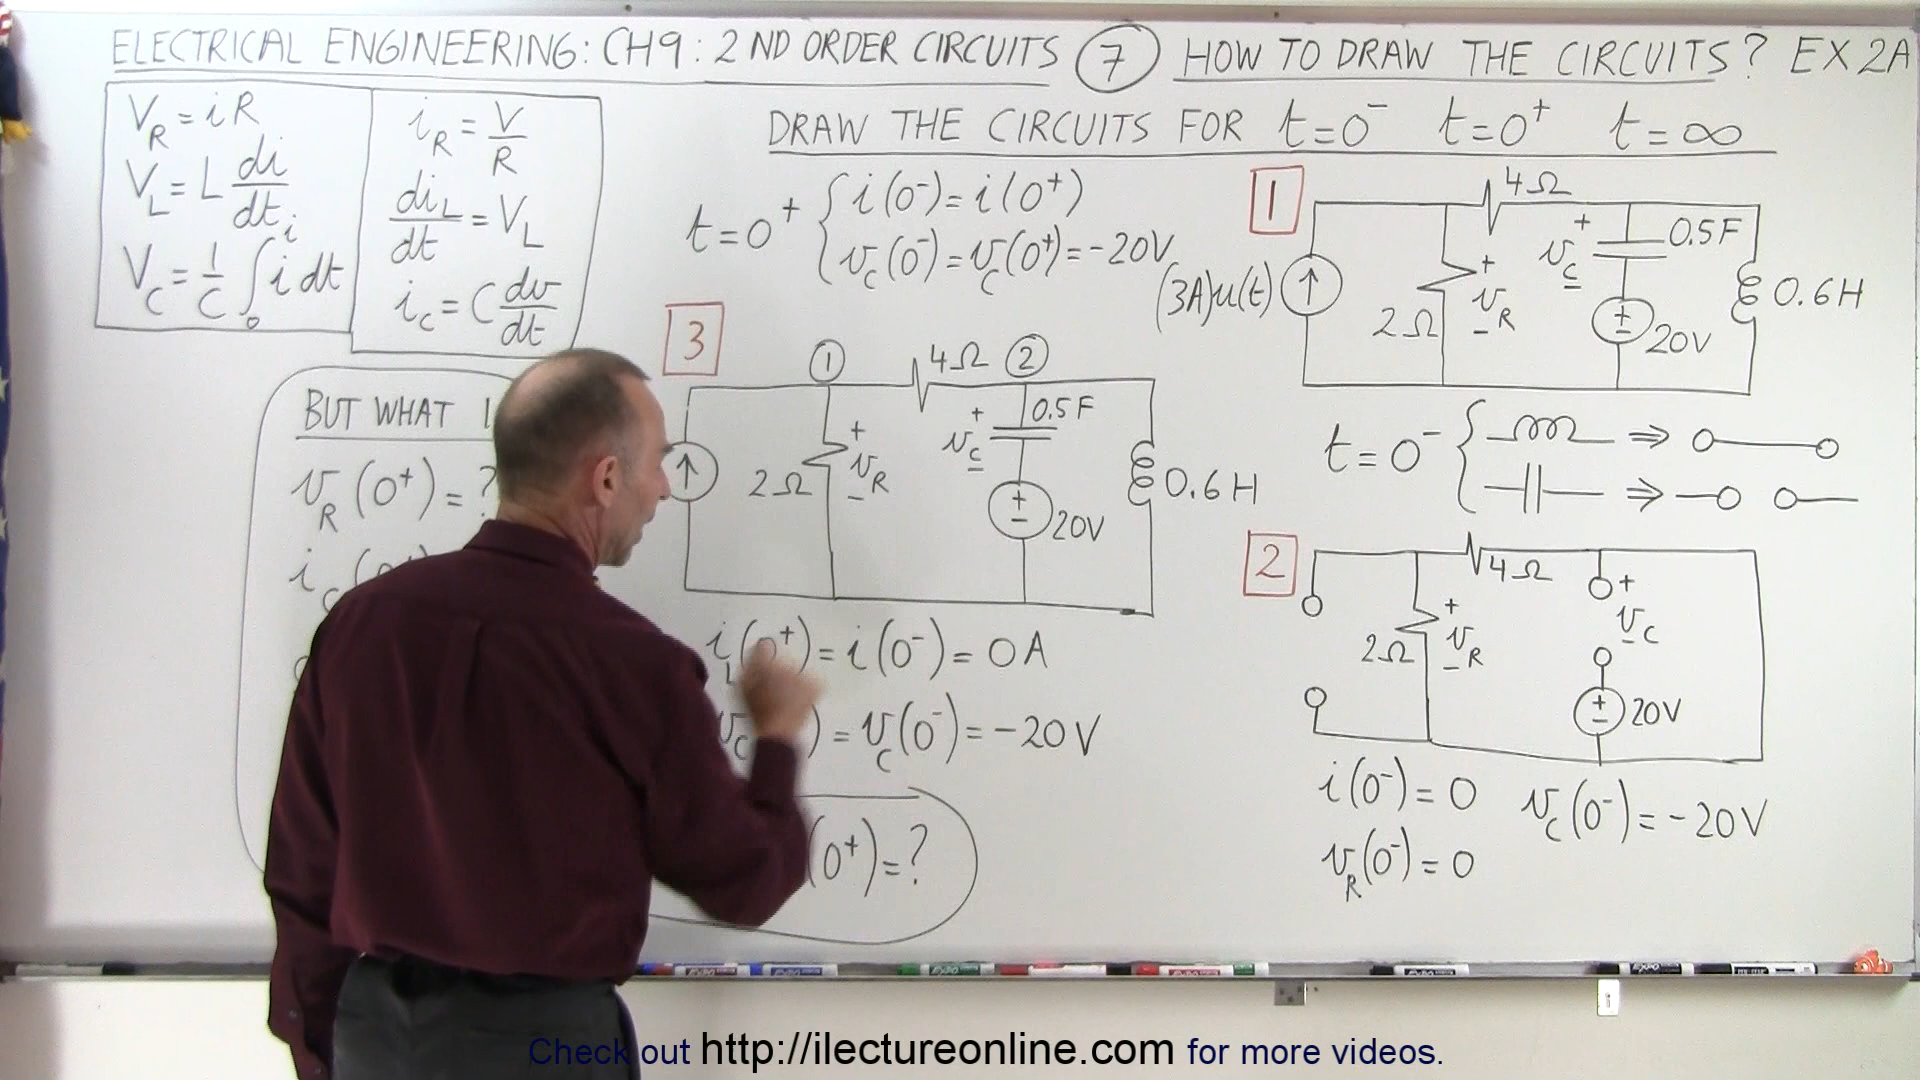 ELECTRICAL ENGINEERING: CH9: 2ND ORDER CIRCUITS 7 HOW TO DRAW THE CIRCUITS? EX 2A
V_R = iR
V_L = L di/dt
V_C = 1/C ∫ i dt
i
0
i_R = V/R
di_L/dt = V_L
i_C = C dv/dt
DRAW THE CIRCUITS FOR t=0⁻ t=0⁺ t=∞
t=0⁺ { i(0⁻) = i(0⁺)
v_C(0⁻) = v_C(0⁺) = -20V
1
4Ω
+ v_C -
0.5F
(3A)u(t)
2Ω
+ v_R -
+ -
20V
0.6H
t=0⁻ { ⇒
⇒
3
1
4Ω
2
+ v_C -
0.5F
2Ω
+ v_R -
+ -
20V
0.6H
i_L(0⁺) = i(0⁻) = 0A
v_C ) = v_C(0⁻) = -20V
(0⁺) = ?
BUT WHAT
v_R(0⁺) = ?
i_C
2
4Ω
+ v_C -
2Ω
+ v_R -
+ -
20V
i(0⁻) = 0
v_C(0⁻) = -20V
v_R(0⁻) = 0
EXPO
Check out http://ilectureonline.com for more videos.